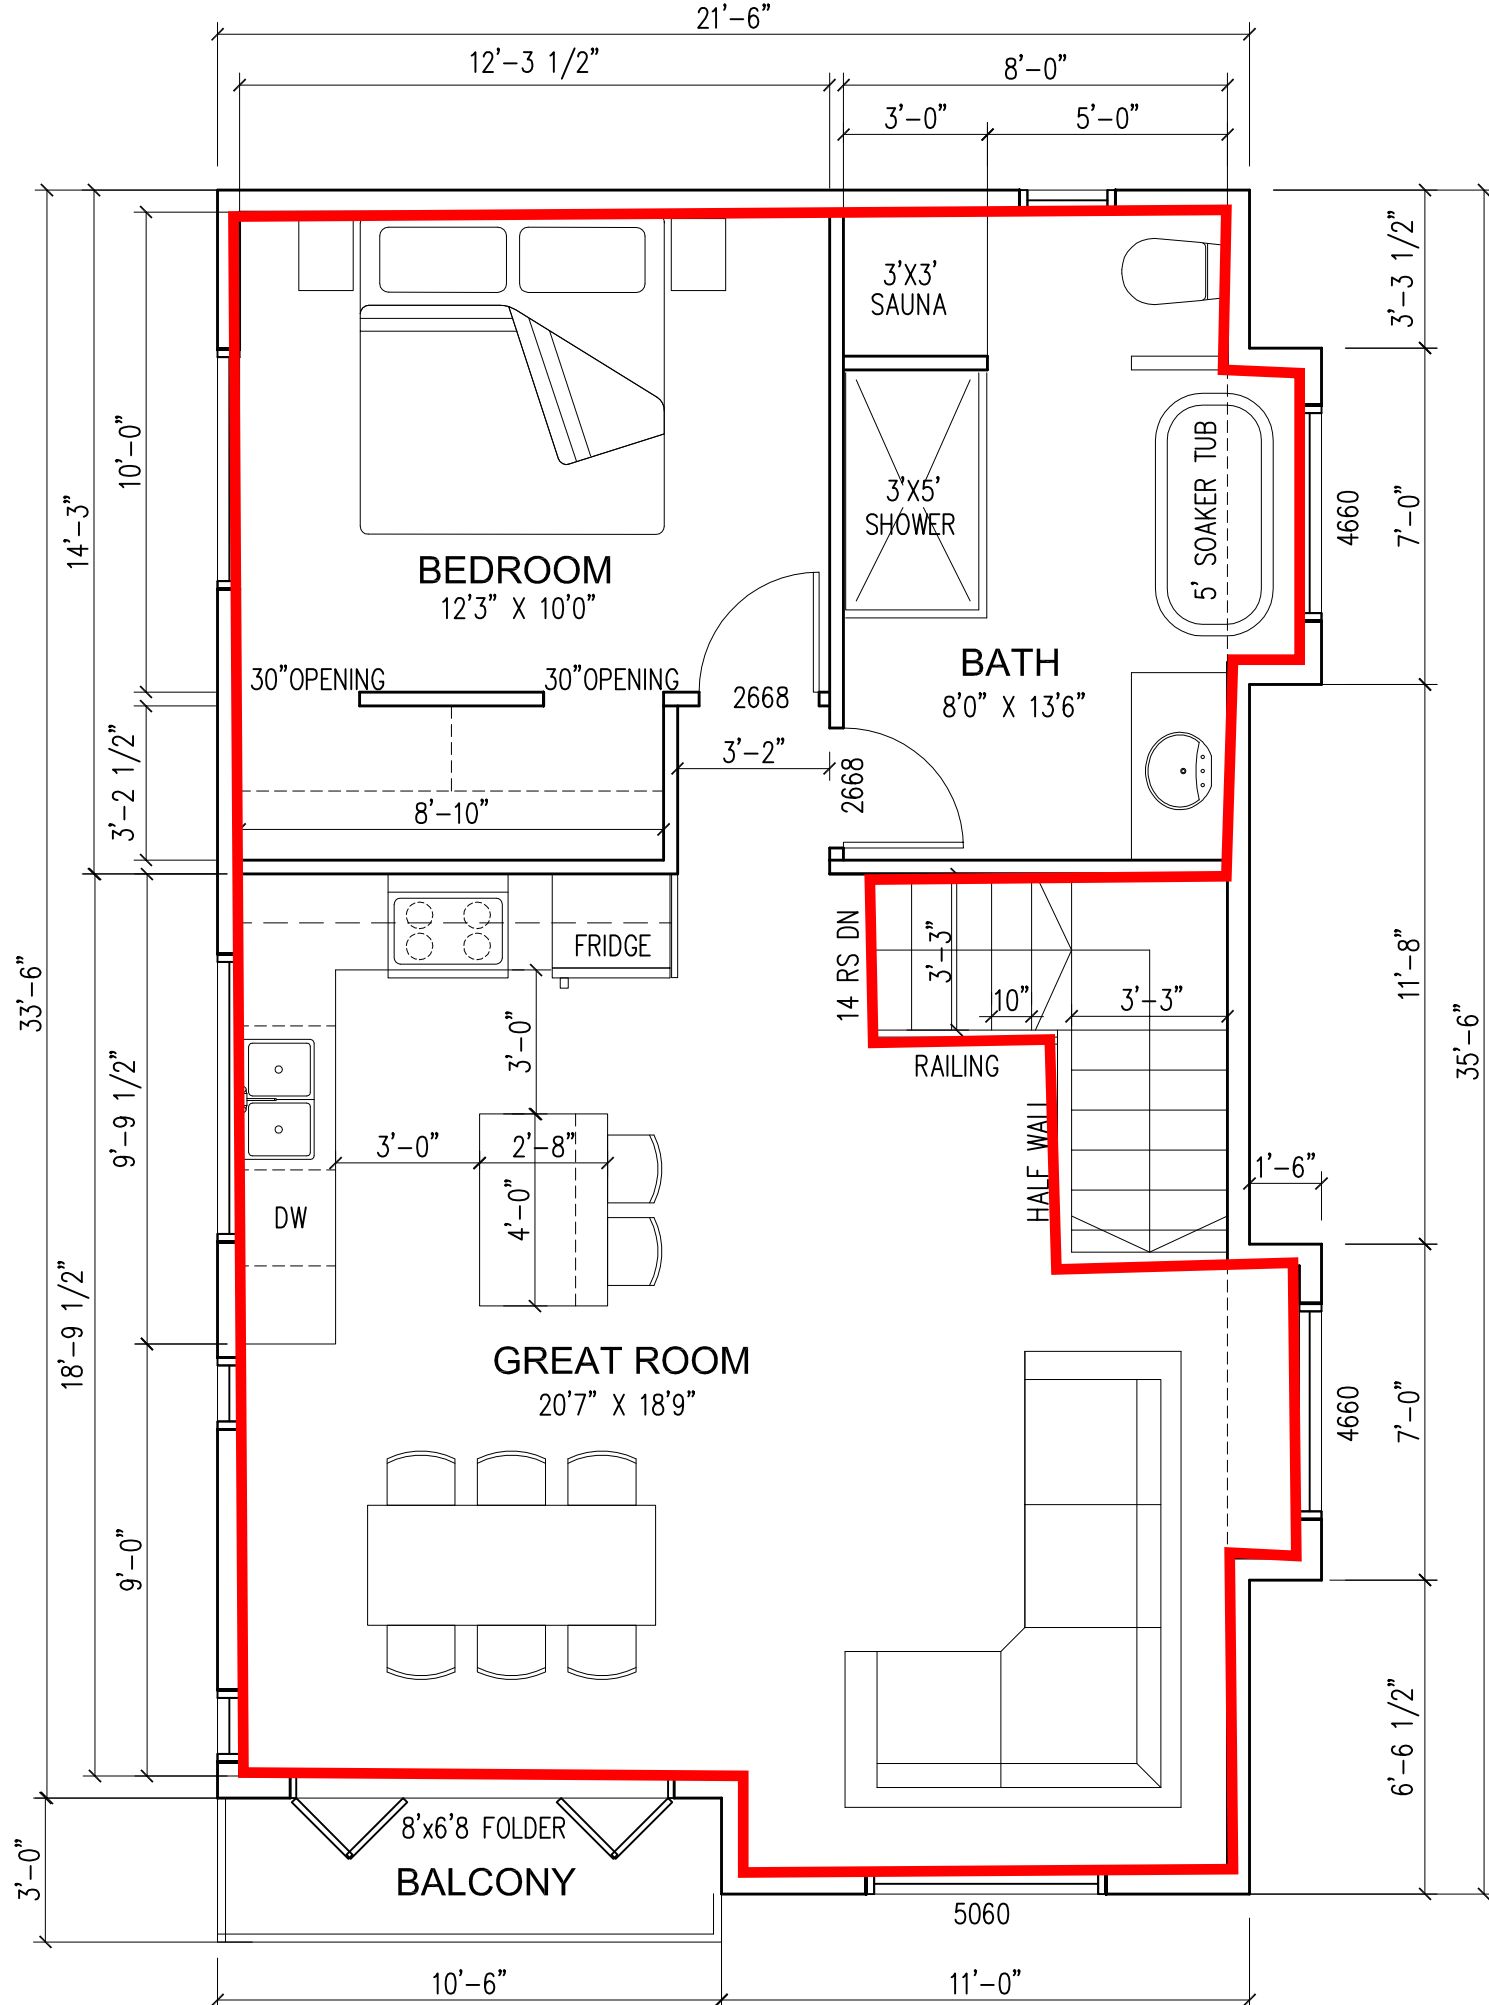 21'-6"
12'-3 1/2"
8'-0"
3'-0"
5'-0"
3'X3'
SAUNA
3'-3 1/2"
10'-0"
14'-3"
3'X5'
SHOWER
5' SOAKER TUB
4660
7'-0"
BEDROOM
12'3" X 10'0"
30"OPENING
30"OPENING
2668
BATH
8'0" X 13'6"
3'-2"
2668
3'-2 1/2"
8'-10"
33'-6"
FRIDGE
14 RS DN
3'-3"
10"
3'-3"
11'-8"
35'-6"
3'-0"
RAILING
9'-9 1/2"
3'-0"
2'-8"
4'-0"
HALF WALL
1'-6"
DW
18'-9 1/2"
GREAT ROOM
20'7" X 18'9"
4660
7'-0"
9'-0"
6'-6 1/2"
8'x6'8 FOLDER
BALCONY
3'-0"
5060
10'-6"
11'-0"